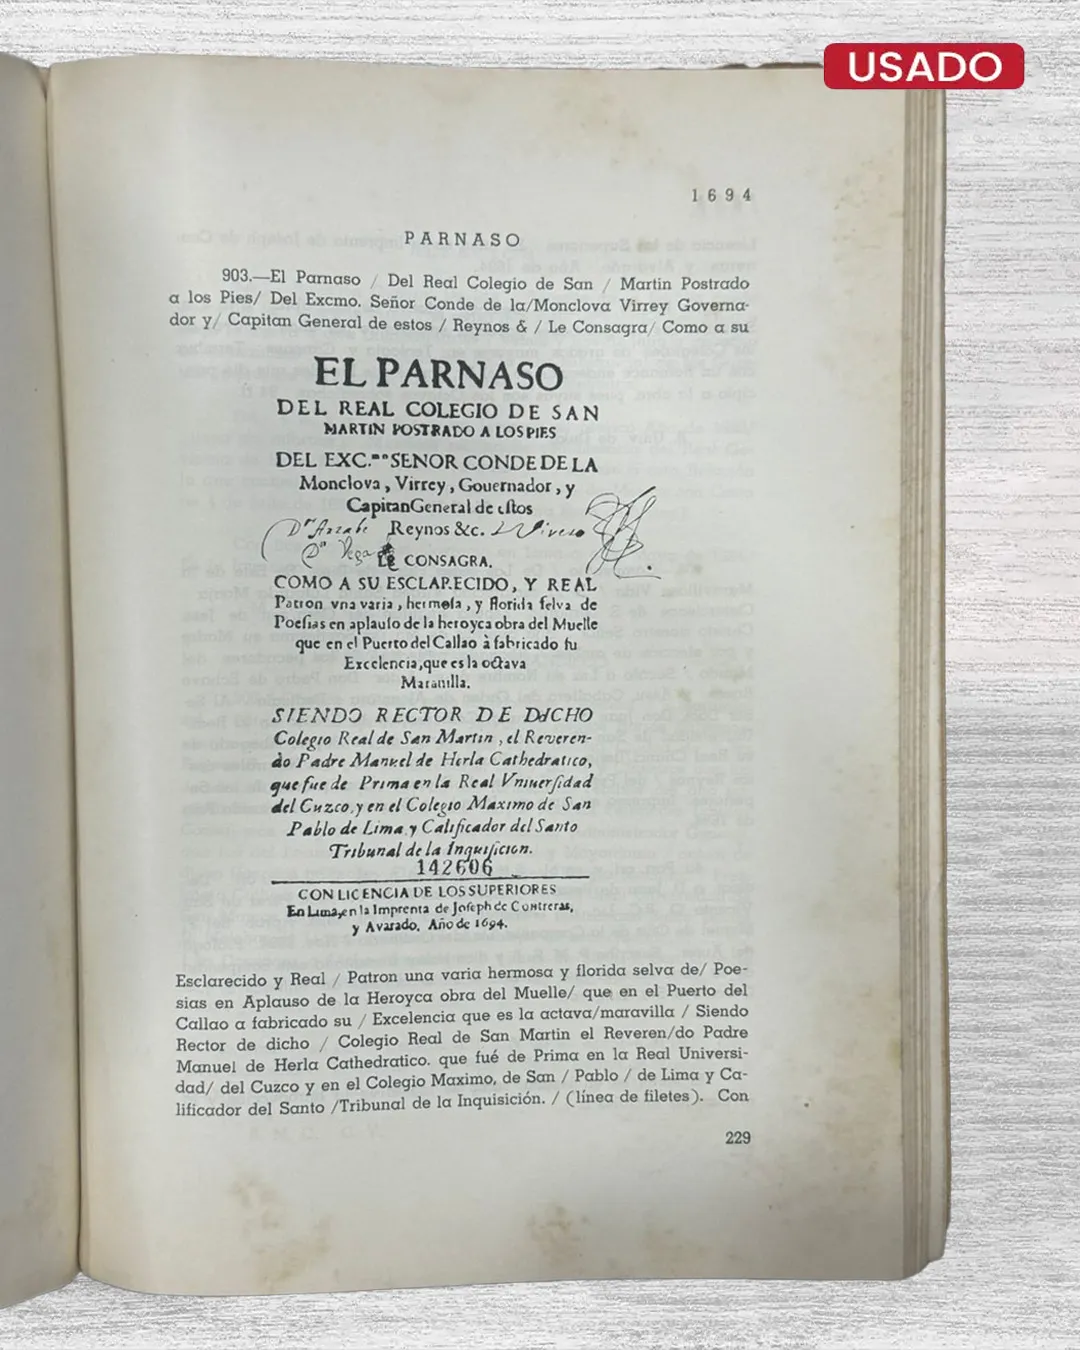 USADO
1694
PARNASO
903.—El Parnaso / Del Real Colegio de San / Martin Postrado
a los Pies/ Del Excmo. Señor Conde de la/Monclova Virrey Governa-
dor y/ Capitan General de estos / Reynos & / Le Consagra/ Como a su
EL PARNASO
DEL REAL COLEGIO DE SAN
MARTIN POSTRADO A LOS PIES
DEL EXC.ᵐᵒ SENOR CONDE DE LA
Monclova, Virrey, Gouernador, y
Capitan General de estos
Reynos &c.
Dª Vega
LE CONSAGRA.
COMO A SU ESCLARECIDO, Y REAL
Patron vna varia, hermosa, y florida selva de
Poesias en aplauso de la heroyca obra del Muelle
que en el Puerto del Callao à fabricado su
Excelencia, que es la octava
Marauilla.
SIENDO RECTOR DE DICHO
Colegio Real de San Martin, el Reveren-
do Padre Manuel de Herla Cathedratico,
que fue de Prima en la Real Vniuersidad
del Cuzco, y en el Colegio Maximo de San
Pablo de Lima, y Calificador del Santo
Tribunal de la Inquisicion.
142606
CON LICENCIA DE LOS SUPERIORES
En Lima, en la Imprenta de Joseph de Contreras,
y Avarado. Año de 1694.
Esclarecido y Real / Patron una varia hermosa y florida selva de/ Poe-
sias en Aplauso de la Heroyca obra del Muelle/ que en el Puerto del
Callao a fabricado su / Excelencia que es la actava/maravilla / Siendo
Rector de dicho / Colegio Real de San Martin el Reveren/do Padre
Manuel de Herla Cathedratico. que fué de Prima en la Real Universi-
dad/ del Cuzco y en el Colegio Maximo, de San / Pablo / de Lima y Ca-
lificador del Santo /Tribunal de la Inquisición. / (línea de filetes). Con
229